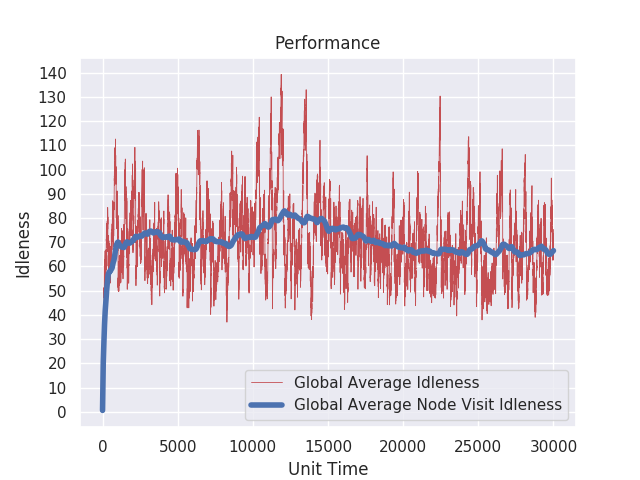 Performance
Idleness
140
130
120
110
100
90
80
70
60
50
40
30
20
10
0
Global Average Idleness
Global Average Node Visit Idleness
0 5000 10000 15000 20000 25000 30000
Unit Time